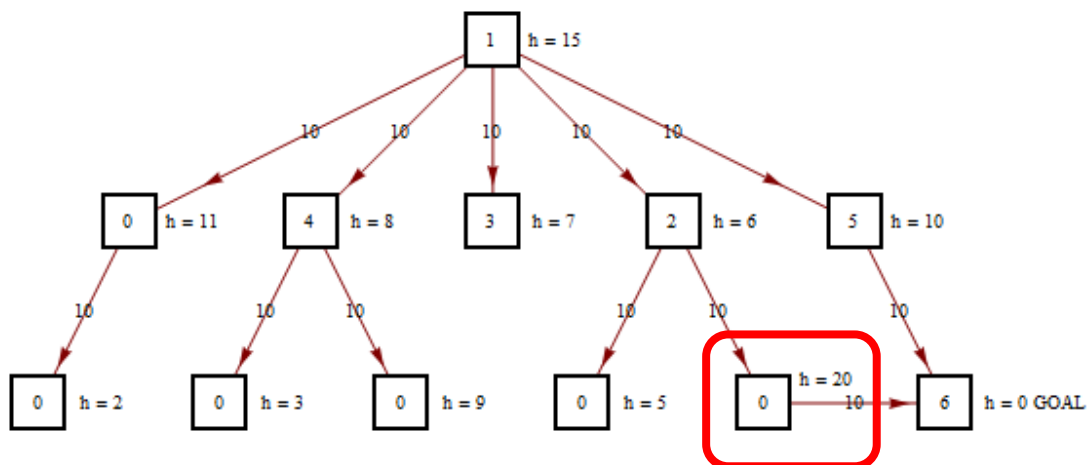 1 h = 15
10 10 10 10 10
0 h = 11 4 h = 8 3 h = 7 2 h = 6 5 h = 10
10 10 10 10 10 10
h = 20
0 h = 2 0 h = 3 0 h = 9 0 h = 5 0 10 6 h = 0 GOAL